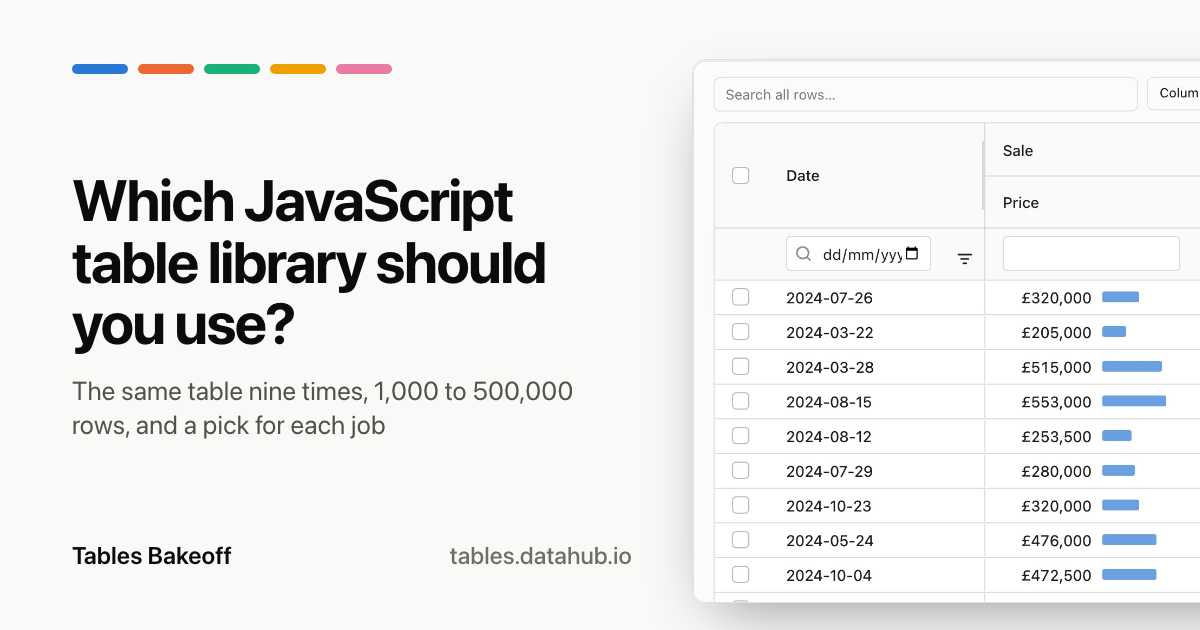 Which JavaScript
table library should
you use?
The same table nine times, 1,000 to 500,000
rows, and a pick for each job
Tables Bakeoff
tables.datahub.io
Search all rows...
Colum
Sale
Date
Price
dd/mm/yyy
2024-07-26 £320,000
2024-03-22 £205,000
2024-03-28 £515,000
2024-08-15 £553,000
2024-08-12 £253,500
2024-07-29 £280,000
2024-10-23 £320,000
2024-05-24 £476,000
2024-10-04 £472,500